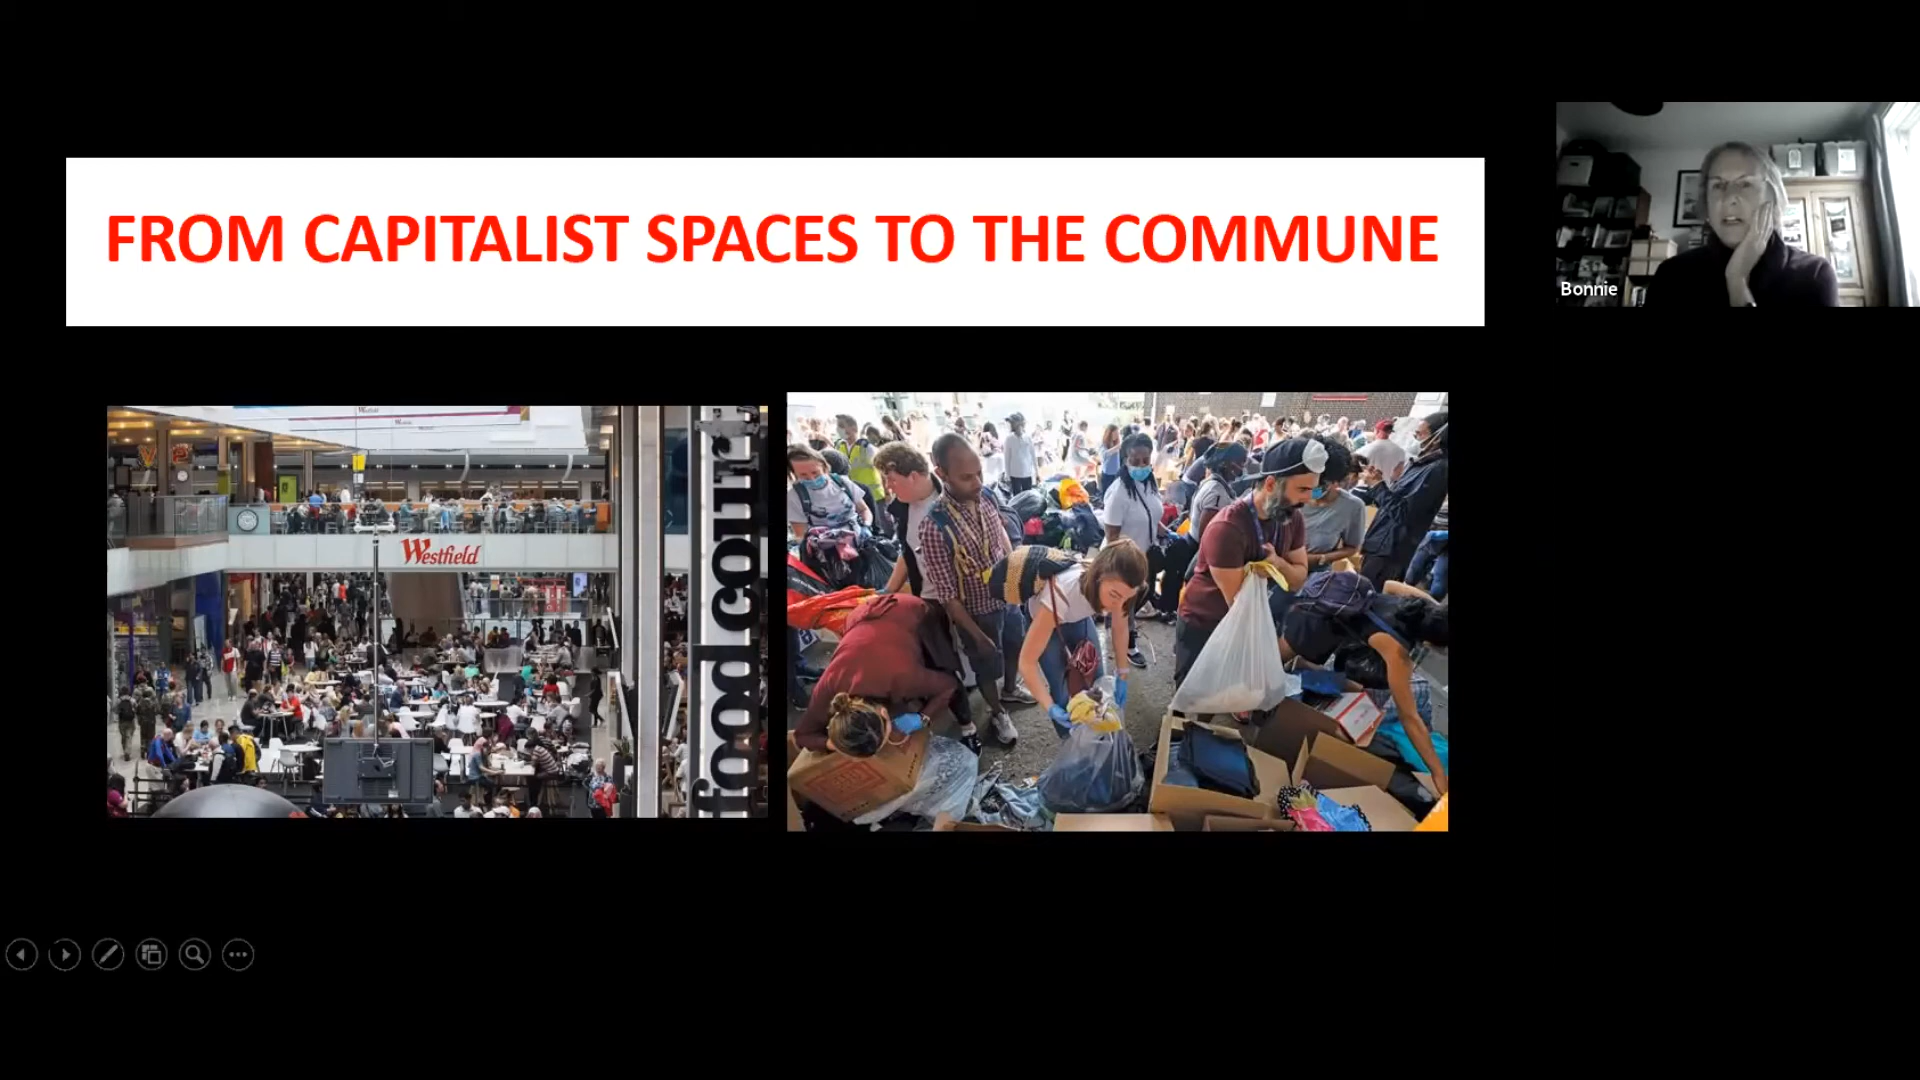 FROM CAPITALIST SPACES TO THE COMMUNE
Bonnie
Westfield
food court